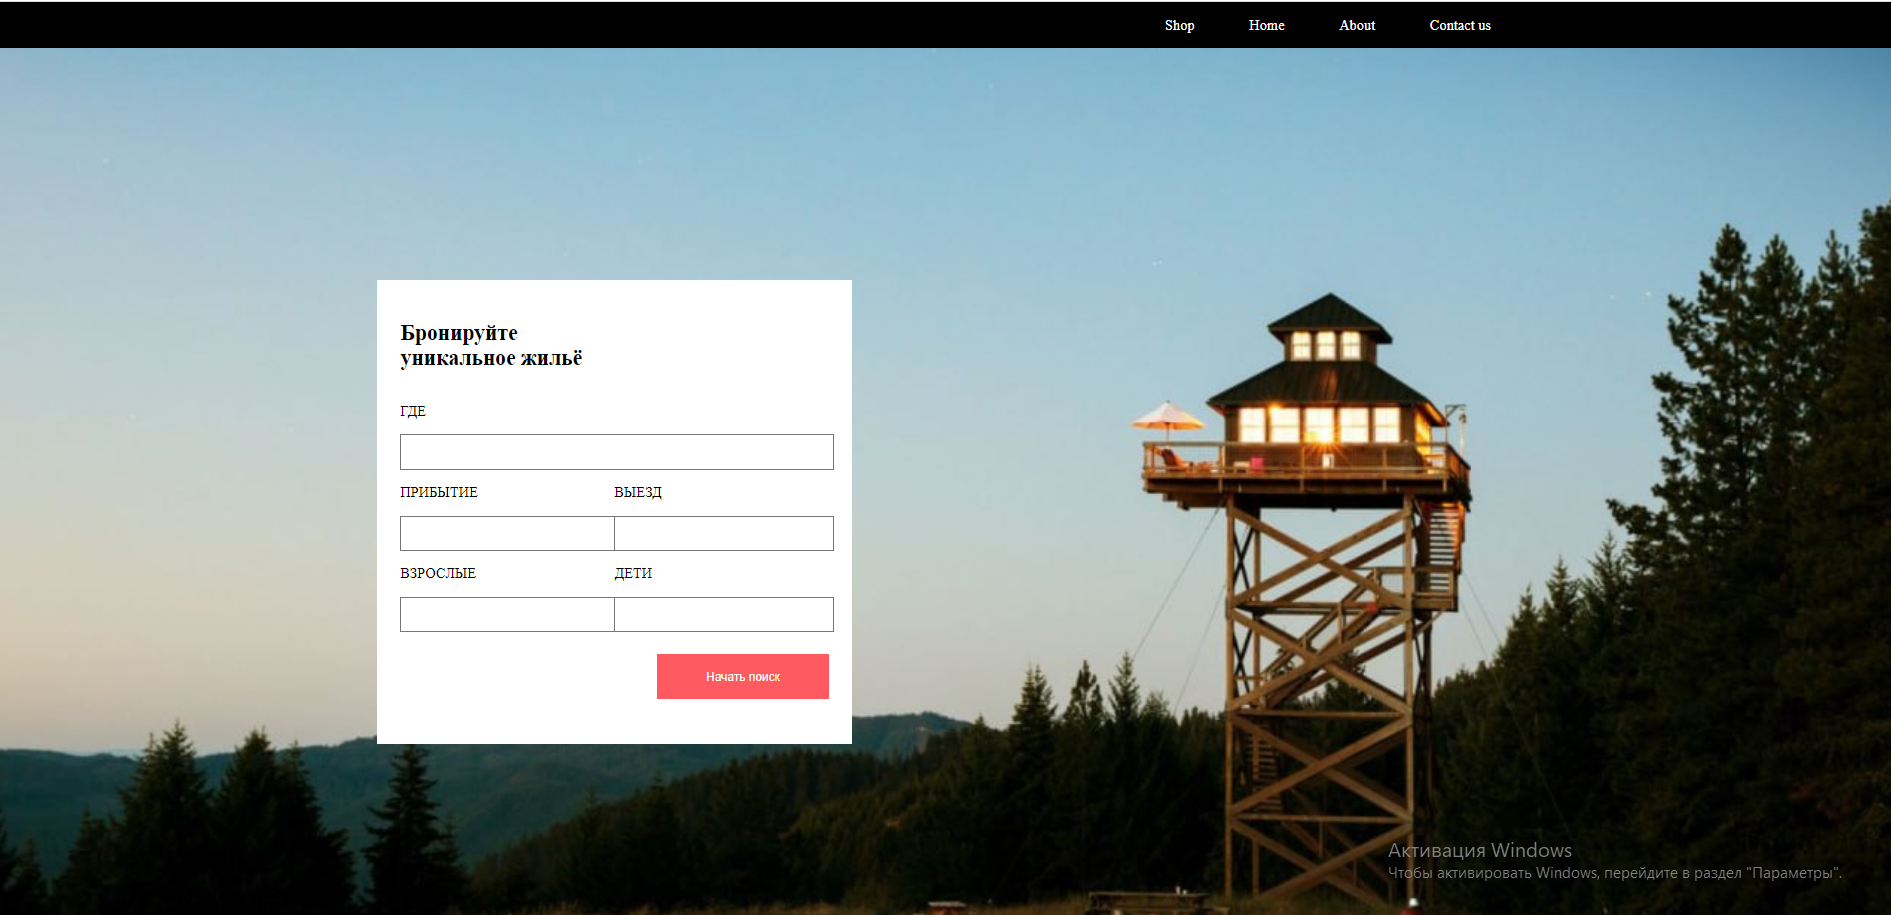 Shop Home About Contact us
Бронируйте
уникальное жильё
ГДЕ
ПРИБЫТИЕ ВЫЕЗД
ВЗРОСЛЫЕ ДЕТИ
Начать поиск
Активация Windows
Чтобы активировать Windows, перейдите в раздел "Параметры".